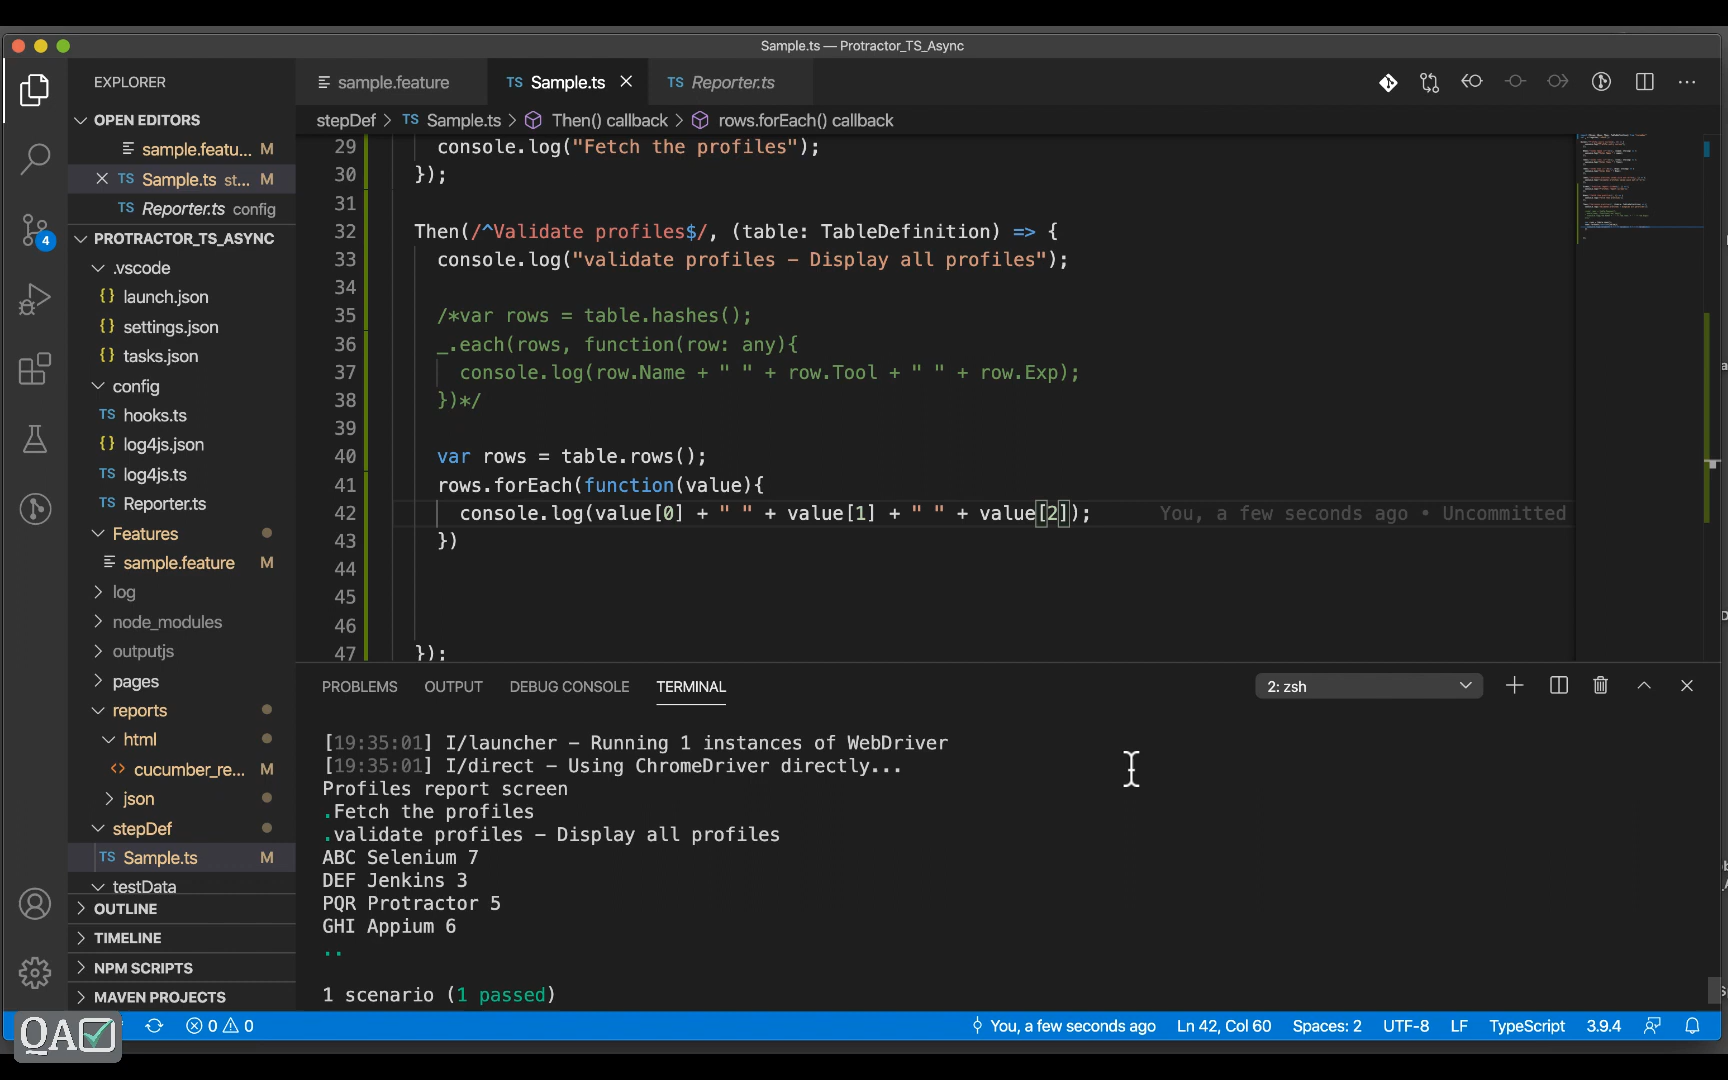 Sample.ts — Protractor_TS_Async
EXPLORER
OPEN EDITORS
sample.featu... M
TS Sample.ts st... M
TS Reporter.ts config
PROTRACTOR_TS_ASYNC
.vscode
{} launch.json
{} settings.json
{} tasks.json
config
TS hooks.ts
{} log4js.json
TS log4js.ts
TS Reporter.ts
Features
sample.feature M
log
node_modules
outputjs
pages
reports
html
<> cucumber_re... M
json
stepDef
TS Sample.ts M
testData
OUTLINE
TIMELINE
NPM SCRIPTS
MAVEN PROJECTS
4
sample.feature
TS Sample.ts
TS Reporter.ts
stepDef > TS Sample.ts > Then() callback > rows.forEach() callback
29 console.log("Fetch the profiles");
30 });
31
32 Then(/^Validate profiles$/, (table: TableDefinition) => {
33 console.log("validate profiles – Display all profiles");
34
35 /*var rows = table.hashes();
36 _.each(rows, function(row: any){
37 console.log(row.Name + " " + row.Tool + " " + row.Exp);
38 })*/
39
40 var rows = table.rows();
41 rows.forEach(function(value){
42 console.log(value[0] + " " + value[1] + " " + value[2]); You, a few seconds ago • Uncommitted
43 })
44
45
46
47 });
PROBLEMS OUTPUT DEBUG CONSOLE TERMINAL
2: zsh
[19:35:01] I/launcher – Running 1 instances of WebDriver
[19:35:01] I/direct – Using ChromeDriver directly...
Profiles report screen
.Fetch the profiles
.validate profiles – Display all profiles
ABC Selenium 7
DEF Jenkins 3
PQR Protractor 5
GHI Appium 6
..
1 scenario (1 passed)
QA
0 0
You, a few seconds ago Ln 42, Col 60 Spaces: 2 UTF-8 LF TypeScript 3.9.4